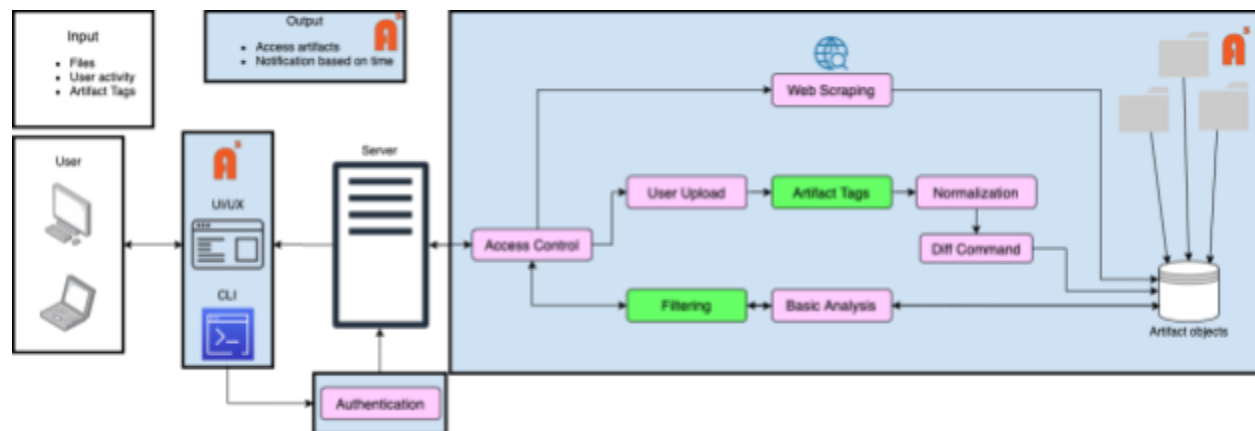 Input
• Files
• User activity
• Artifact Tags
Output
• Access artifacts
• Notification based on time
A
s
User
A
s
UI/UX
CLI
Server
Authentication
Access Control
Web Scraping
User Upload
Artifact Tags
Normalization
Diff Command
Filtering
Basic Analysis
A
s
Artifact objects